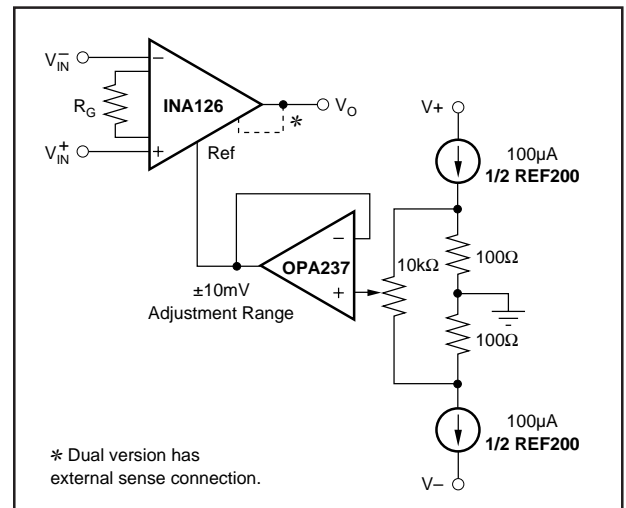 V−IN
−
INA126
RG
V+IN
+
VO
*
Ref
V+
100µA
1/2 REF200
−
OPA237
+
10kΩ
100Ω
±10mV
Adjustment Range
100Ω
100µA
1/2 REF200
V–
* Dual version has
external sense connection.